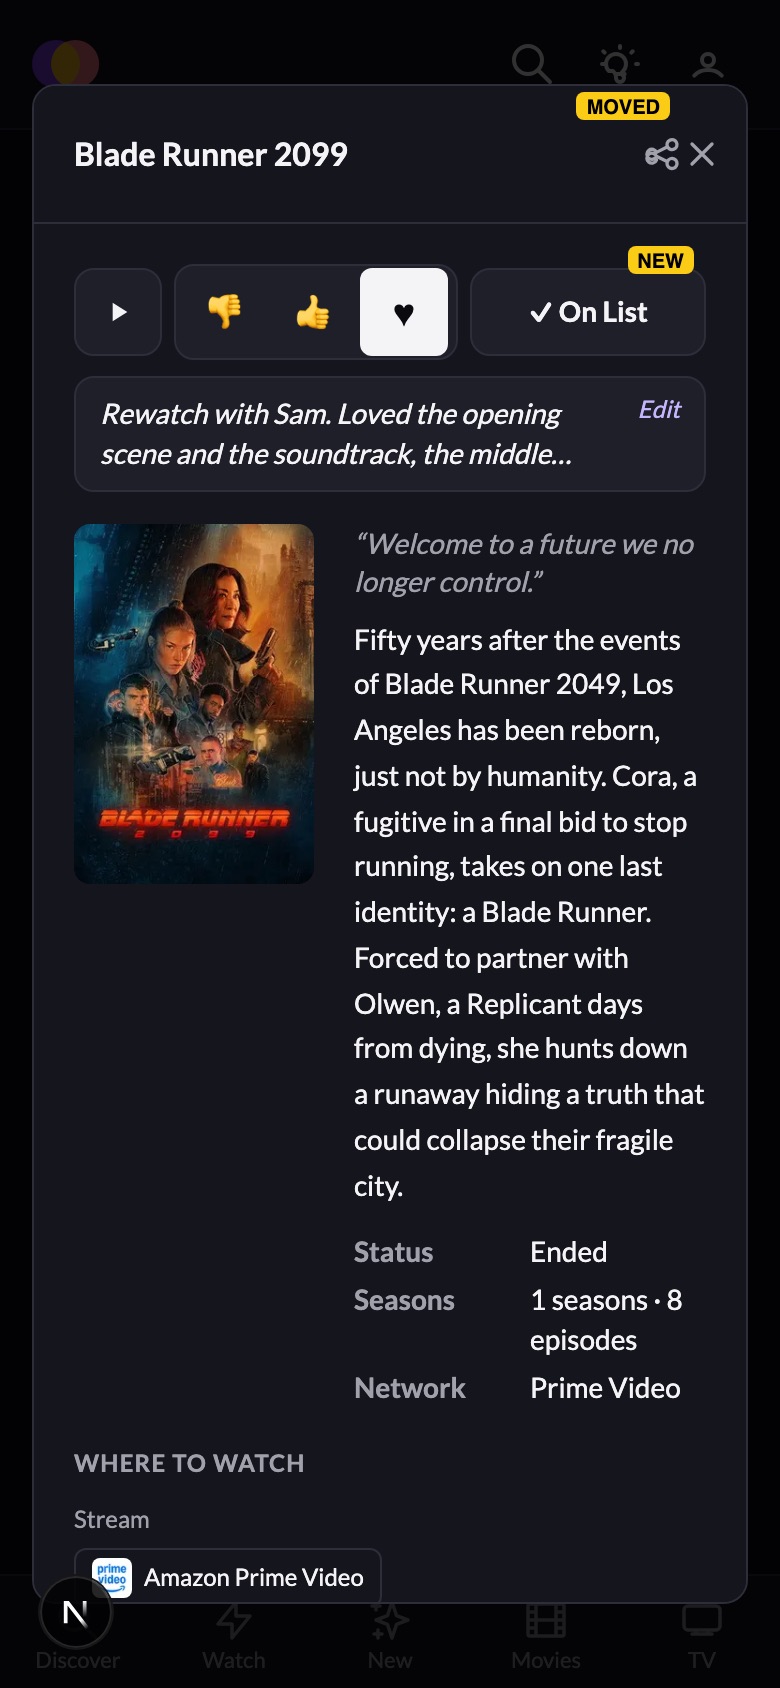 MOVED
Blade Runner 2099
NEW
✓ On List
Rewatch with Sam. Loved the opening
scene and the soundtrack, the middle...
Edit
“Welcome to a future we no
longer control.”
Fifty years after the events
of Blade Runner 2049, Los
Angeles has been reborn,
just not by humanity. Cora, a
fugitive in a final bid to stop
running, takes on one last
identity: a Blade Runner.
Forced to partner with
Olwen, a Replicant days
from dying, she hunts down
a runaway hiding a truth that
could collapse their fragile
city.
BLADE RUNNER
2 0 9 9
Status Ended
Seasons 1 seasons · 8
episodes
Network Prime Video
WHERE TO WATCH
Stream
prime
video
Amazon Prime Video
N
Discover Watch New Movies TV